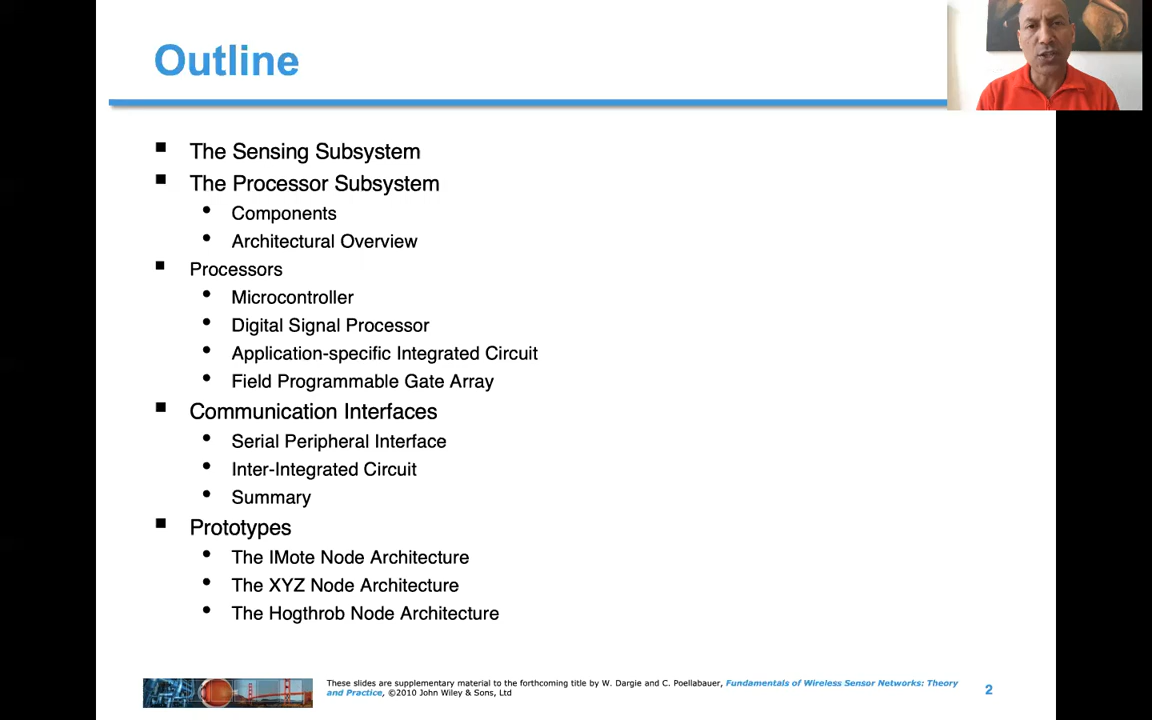 Outline
The Sensing Subsystem
The Processor Subsystem
Components
Architectural Overview
Processors
Microcontroller
Digital Signal Processor
Application-specific Integrated Circuit
Field Programmable Gate Array
Communication Interfaces
Serial Peripheral Interface
Inter-Integrated Circuit
Summary
Prototypes
The IMote Node Architecture
The XYZ Node Architecture
The Hogthrob Node Architecture
These slides are supplementary material to the forthcoming title by W. Dargie and C. Poellabauer, Fundamentals of Wireless Sensor Networks: Theory
and Practice, ©2010 John Wiley & Sons, Ltd
2